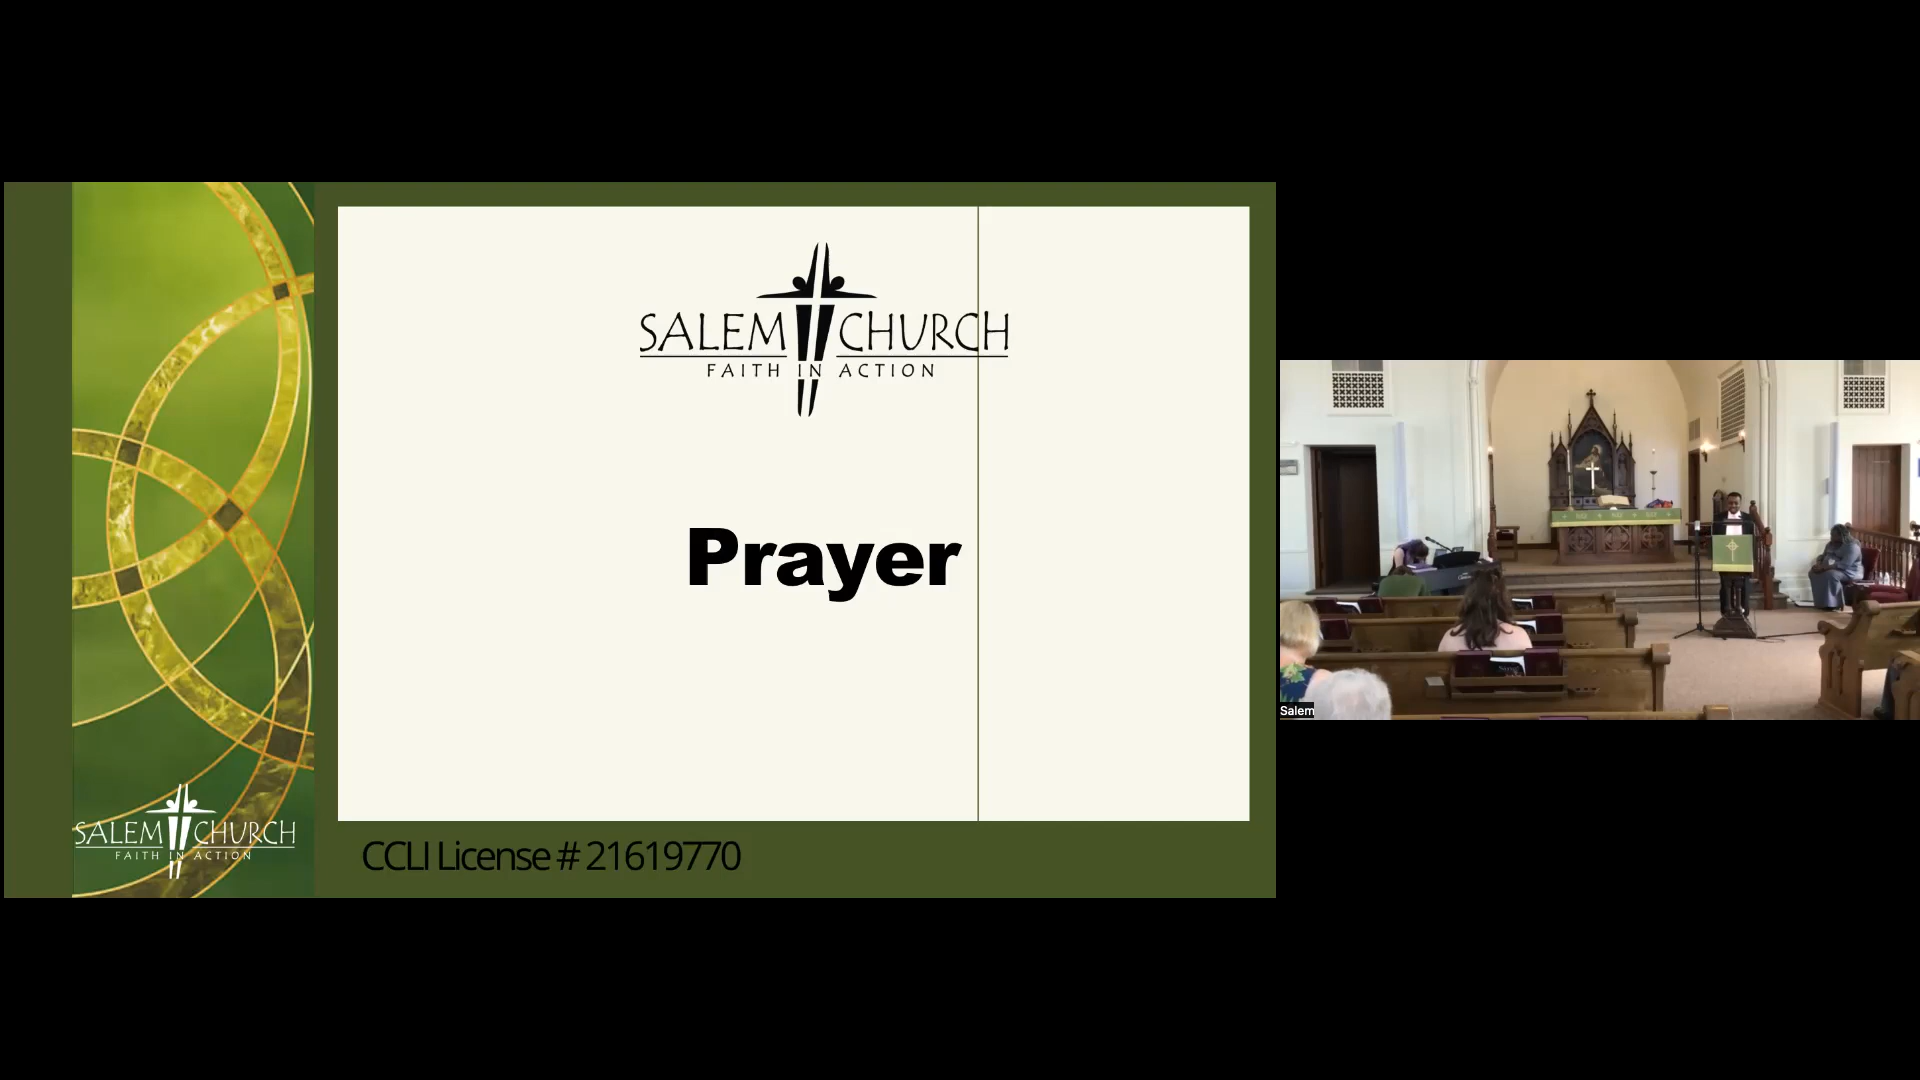 SALEM CHURCH
FAITH IN ACTION
Prayer
SALEM CHURCH
FAITH IN ACTION
CCLI License # 21619770
Salem